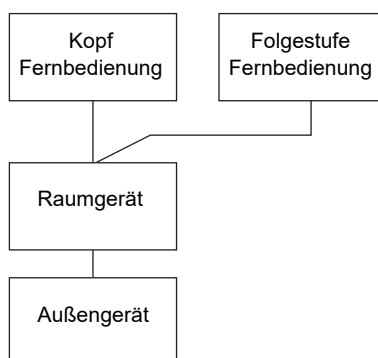 Kopf
Fernbedienung
Folgestufe
Fernbedienung
Raumgerät
Außengerät